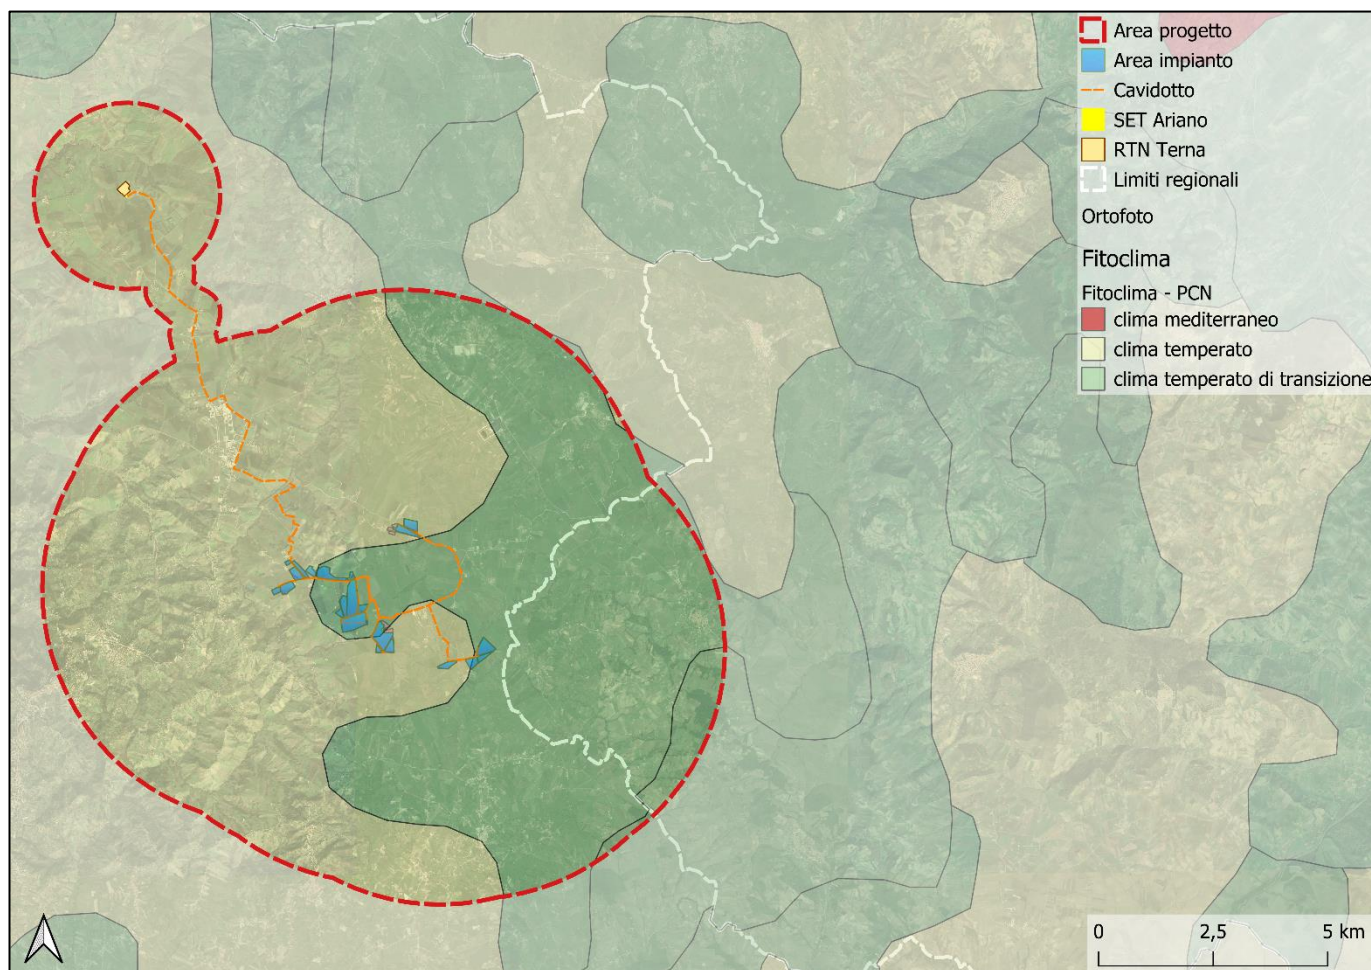 Area progetto
Area impianto
Cavidotto
SET Ariano
RTN Terna
Limiti regionali
Ortofoto
Fitoclima
Fitoclima - PCN
clima mediterraneo
clima temperato
clima temperato di transizione
0 2,5 5 km